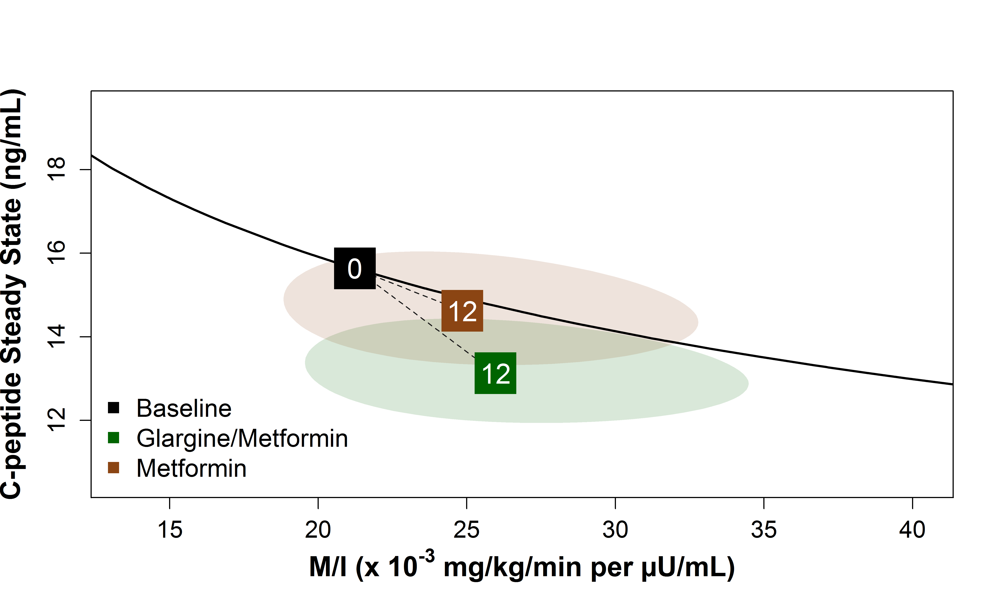 C-peptide Steady State (ng/mL)
18
16
14
12
0
12
12
Baseline
Glargine/Metformin
Metformin
15 20 25 30 35 40
M/I (x 10⁻³ mg/kg/min per µU/mL)